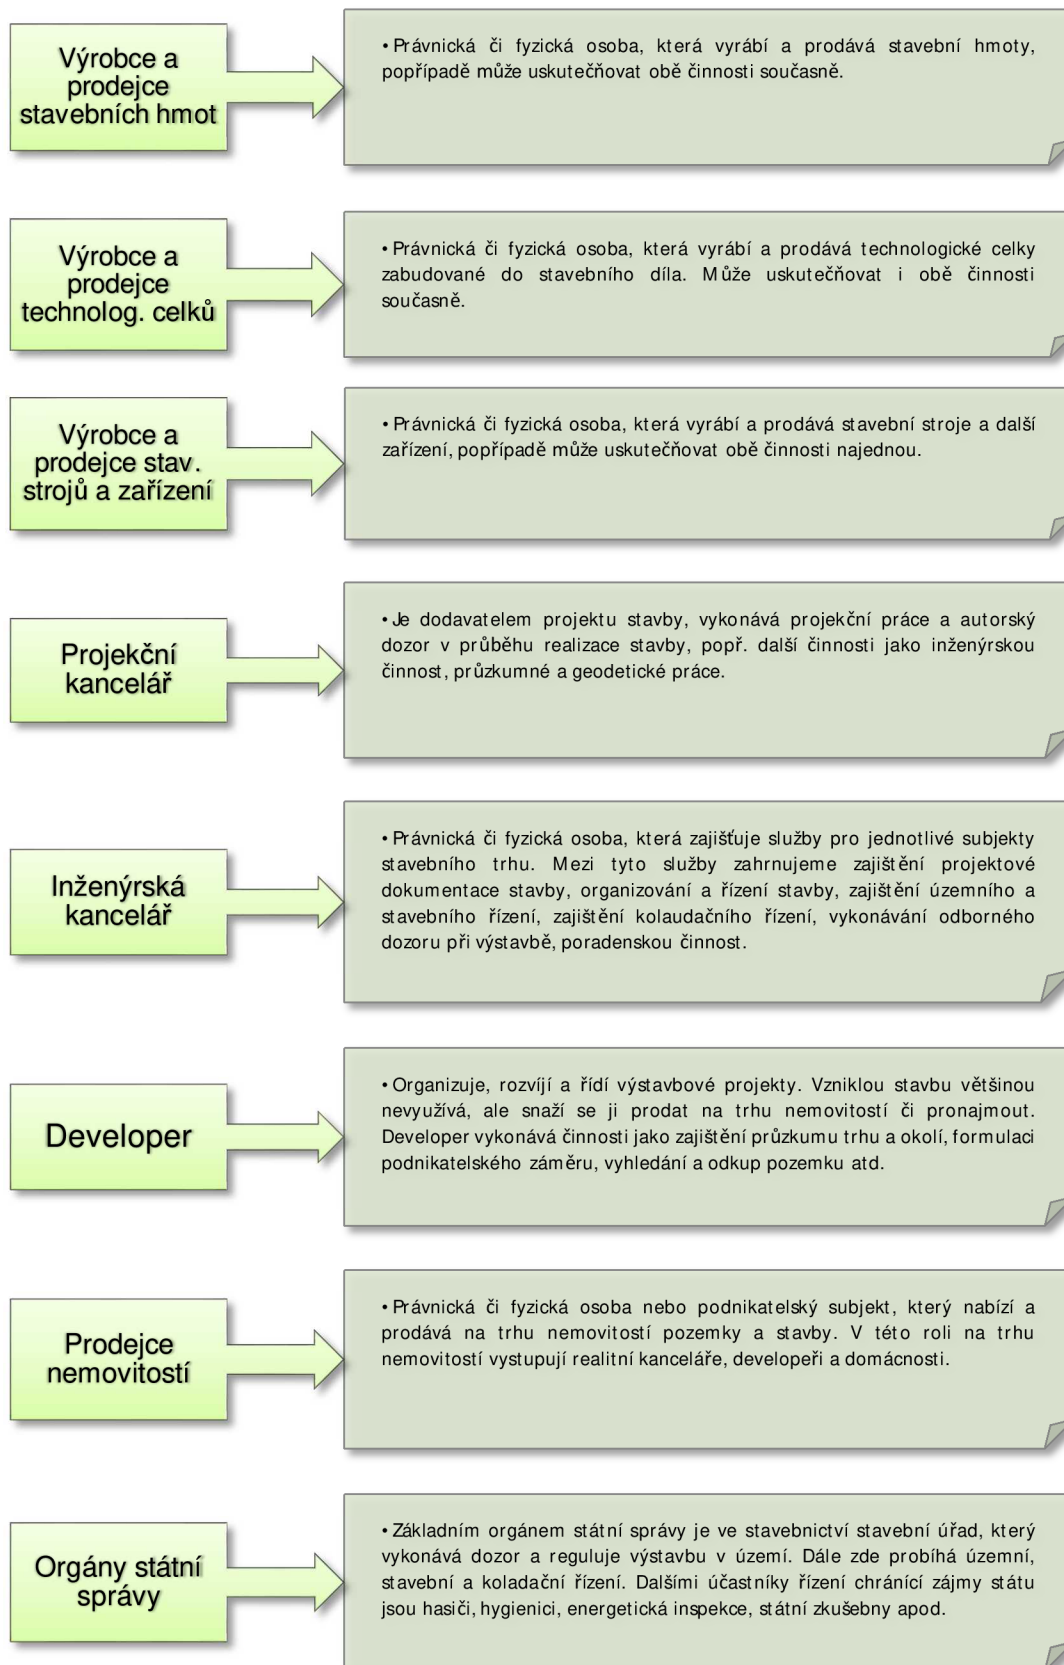 Výrobce a
prodejce
stavebních hmot
• Právnická či fyzická osoba, která vyrábí a prodává stavební hmoty,
popřípadě může uskutečňovat obě činnosti současně.
Výrobce a
prodejce
technolog. celků
• Právnická či fyzická osoba, která vyrábí a prodává technologické celky
zabudované do stavebního díla. Může uskutečňovat i obě činnosti
současně.
Výrobce a
prodejce stav.
strojů a zařízení
• Právnická či fyzická osoba, která vyrábí a prodává stavební stroje a další
zařízení, popřípadě může uskutečňovat obě činnosti najednou.
Projekční
kancelář
• Je dodavatelem projektu stavby, vykonává projekční práce a autorský
dozor v průběhu realizace stavby, popř. další činnosti jako inženýrskou
činnost, průzkumné a geodetické práce.
Inženýrská
kancelář
• Právnická či fyzická osoba, která zajišťuje služby pro jednotlivé subjekty
stavebního trhu. Mezi tyto služby zahrnujeme zajištění projektové
dokumentace stavby, organizování a řízení stavby, zajištění územního a
stavebního řízení, zajištění kolaudačního řízení, vykonávání odborného
dozoru při výstavbě, poradenskou činnost.
Developer
• Organizuje, rozvíjí a řídí výstavbové projekty. Vzniklou stavbu většinou
nevyužívá, ale snaží se ji prodat na trhu nemovitostí či pronajmout.
Developer vykonává činnosti jako zajištění průzkumu trhu a okolí, formulaci
podnikatelského záměru, vyhledání a odkup pozemku atd.
Prodejce
nemovitostí
• Právnická či fyzická osoba nebo podnikatelský subjekt, který nabízí a
prodává na trhu nemovitostí pozemky a stavby. V této roli na trhu
nemovitostí vystupují realitní kanceláře, developeři a domácnosti.
Orgány státní
správy
• Základním orgánem státní správy je ve stavebnictví stavební úřad, který
vykonává dozor a reguluje výstavbu v území. Dále zde probíhá územní,
stavební a koladační řízení. Dalšími účastníky řízení chránící zájmy státu
jsou hasiči, hygienici, energetická inspekce, státní zkušebny apod.